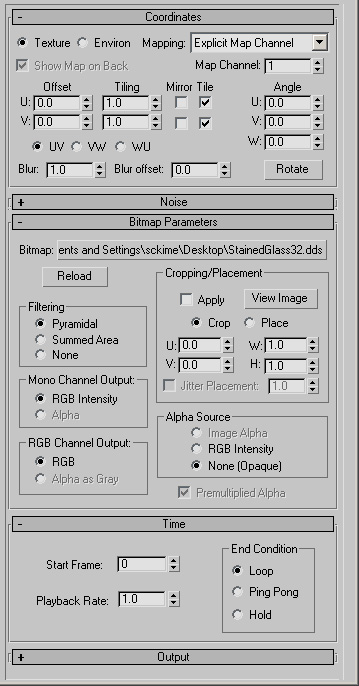 - Coordinates
Texture Environ Mapping: Explicit Map Channel
Show Map on Back Map Channel: 1
Offset Tiling Mirror Tile Angle
U: 0.0 1.0 U: 0.0
V: 0.0 1.0 V: 0.0
W: 0.0
UV VW WU
Blur: 1.0 Blur offset: 0.0 Rotate
+ Noise
- Bitmap Parameters
Bitmap: ents and Settings\sckime\Desktop\StainedGlass32.dds
Reload
Cropping/Placement
Apply View Image
Crop Place
U: 0.0 W: 1.0
V: 0.0 H: 1.0
Jitter Placement: 1.0
Filtering
Pyramidal
Summed Area
None
Mono Channel Output:
RGB Intensity
Alpha
RGB Channel Output:
RGB
Alpha as Gray
Alpha Source
Image Alpha
RGB Intensity
None (Opaque)
Premultiplied Alpha
- Time
Start Frame: 0
Playback Rate: 1.0
End Condition
Loop
Ping Pong
Hold
+ Output